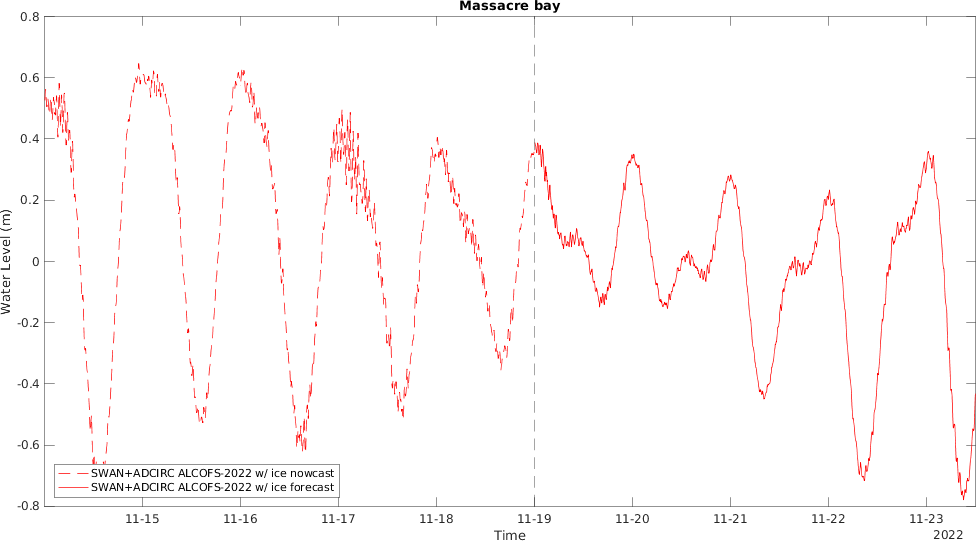 Massacre bay
Water Level (m)
0.8
0.6
0.4
0.2
0
-0.2
-0.4
-0.6
-0.8
SWAN+ADCIRC ALCOFS-2022 w/ ice nowcast
SWAN+ADCIRC ALCOFS-2022 w/ ice forecast
11-15 11-16 11-17 11-18 11-19 11-20 11-21 11-22 11-23
Time
2022